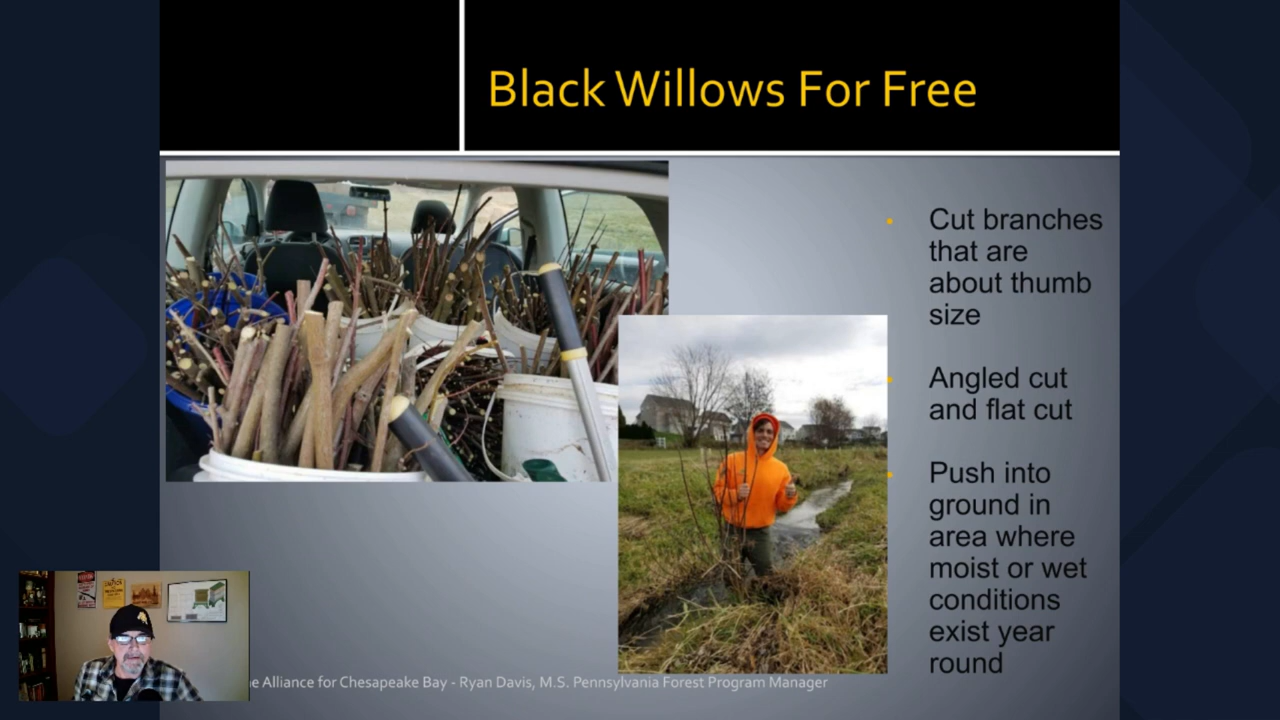 Black Willows For Free
Cut branches
that are
about thumb
size
Angled cut
and flat cut
Push into
ground in
area where
moist or wet
conditions
exist year
round
Alliance for Chesapeake Bay - Ryan Davis, M.S. Pennsylvania Forest Program Manager